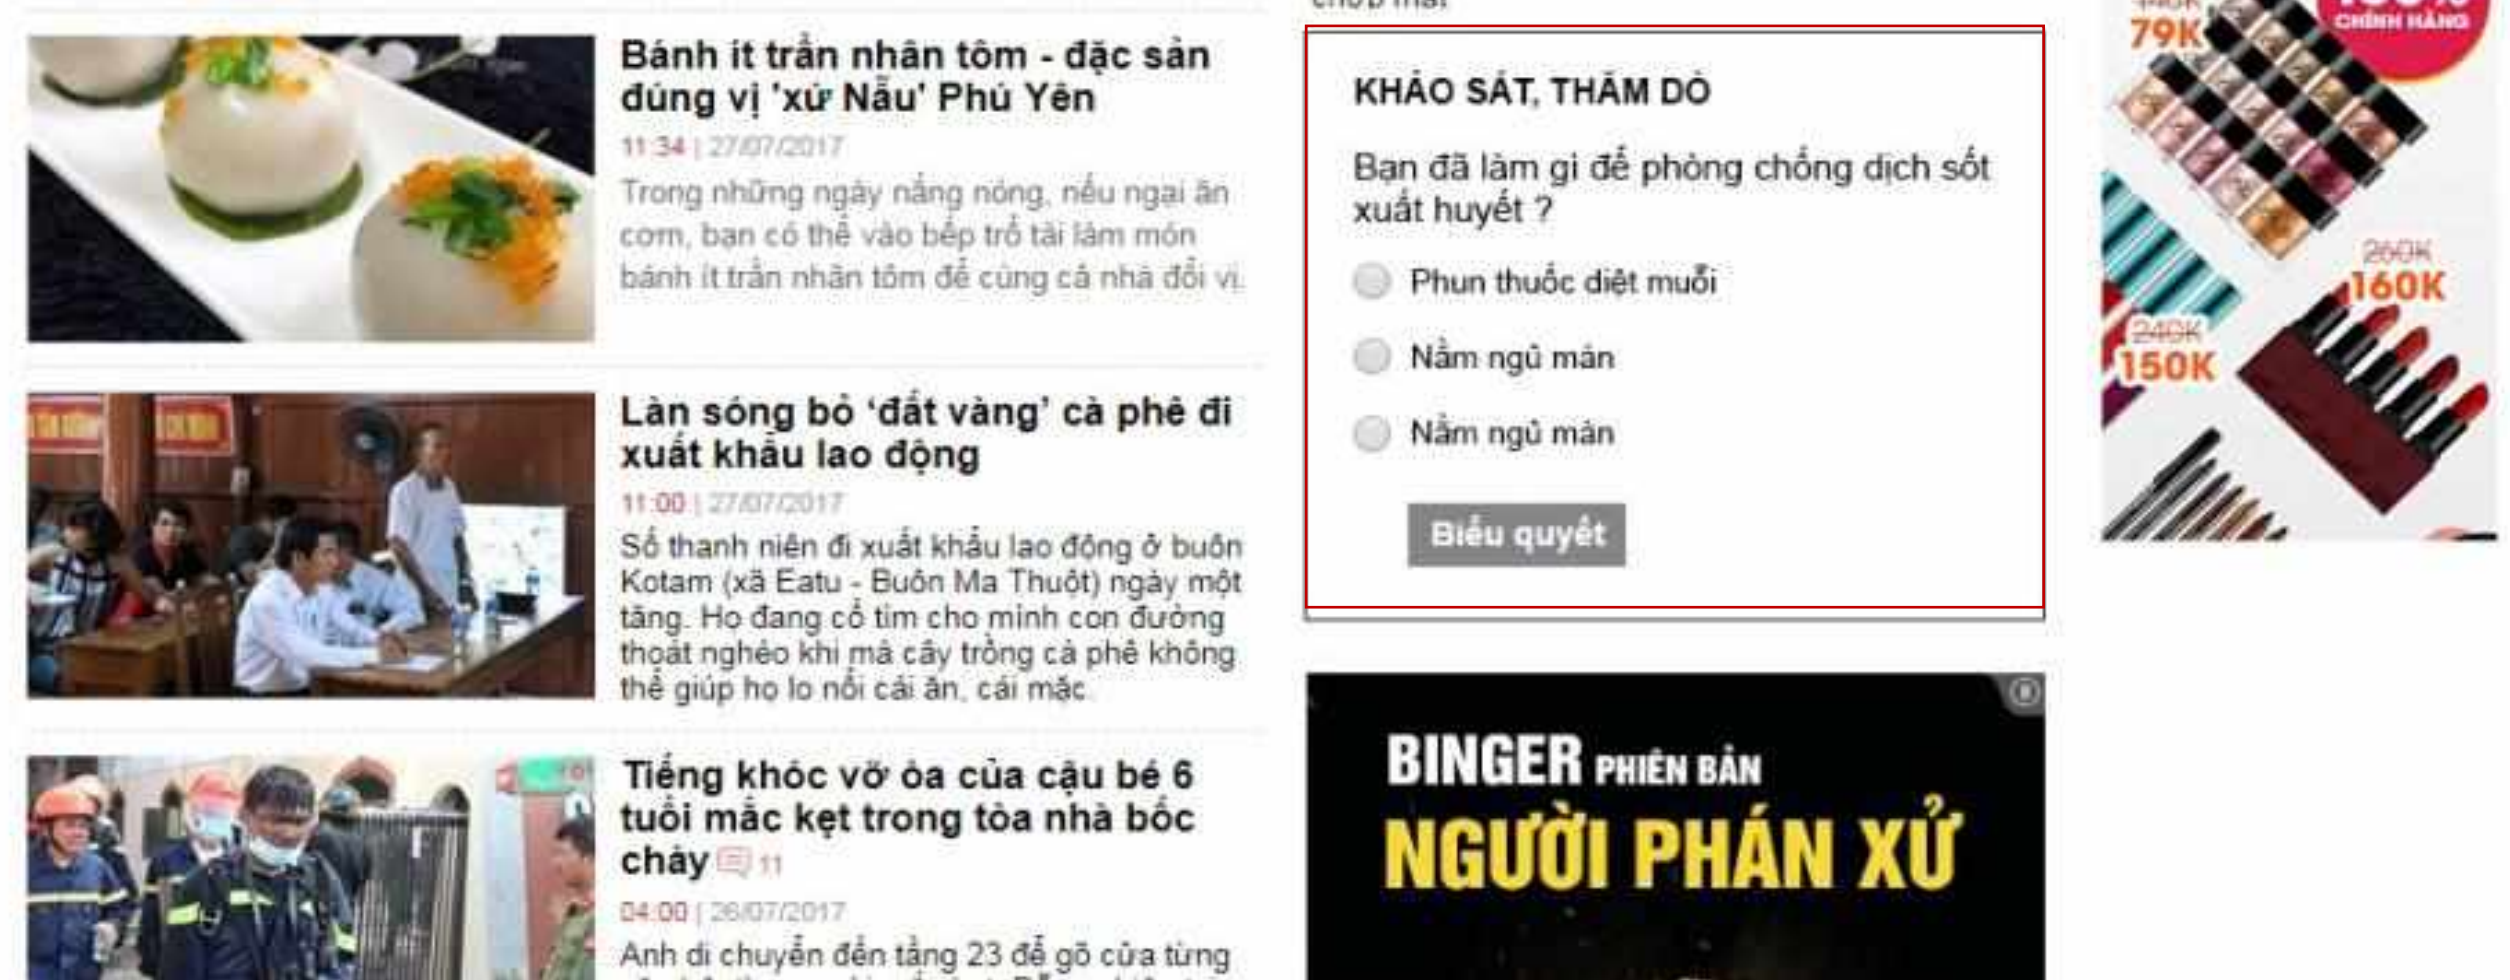 Bánh ít trần nhân tôm - đặc sản
đúng vị 'xứ Nẫu' Phú Yên
11:34 | 27/07/2017
Trong những ngày nắng nóng, nếu ngại ăn
cơm, bạn có thể vào bếp trổ tài làm món
bánh ít trần nhân tôm để cùng cả nhà đổi vị.
Làn sóng bỏ ‘đất vàng’ cà phê đi
xuất khẩu lao động
11:00 | 27/07/2017
Số thanh niên đi xuất khẩu lao động ở buôn
Kotam (xã Eatu - Buôn Ma Thuột) ngày một
tăng. Họ đang cố tìm cho mình con đường
thoát nghèo khi mà cây trồng cà phê không
thể giúp họ lo nổi cái ăn, cái mặc.
Tiếng khóc vỡ òa của cậu bé 6
tuổi mắc kẹt trong tòa nhà bốc
cháy 11
04:00 | 26/07/2017
Anh di chuyển đến tầng 23 để gõ cửa từng
KHẢO SÁT, THĂM DÒ
Bạn đã làm gì để phòng chống dịch sốt
xuất huyết ?
Phun thuốc diệt muỗi
Nằm ngủ màn
Nằm ngủ màn
Biểu quyết
BINGER PHIÊN BẢN
NGƯỜI PHÁN XỬ
79K
CHÍNH HÃNG
260K
160K
240K
150K